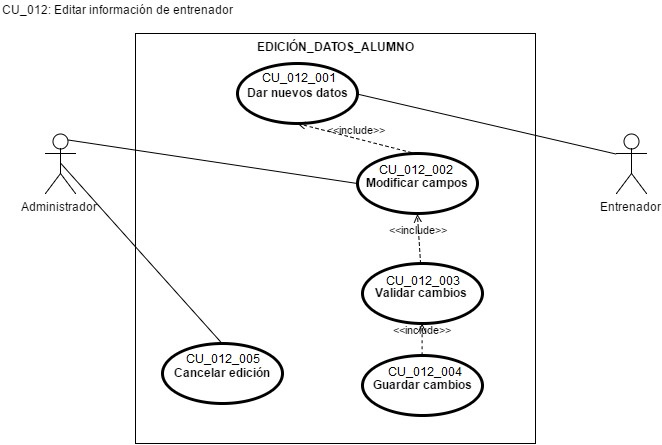 CU_012: Editar información de entrenador
EDICIÓN_DATOS_ALUMNO
CU_012_001
Dar nuevos datos
<<include>>
CU_012_002
Modificar campos
Administrador
Entrenador
<<include>>
CU_012_003
Validar cambios
<<include>>
CU_012_005
Cancelar edición
CU_012_004
Guardar cambios